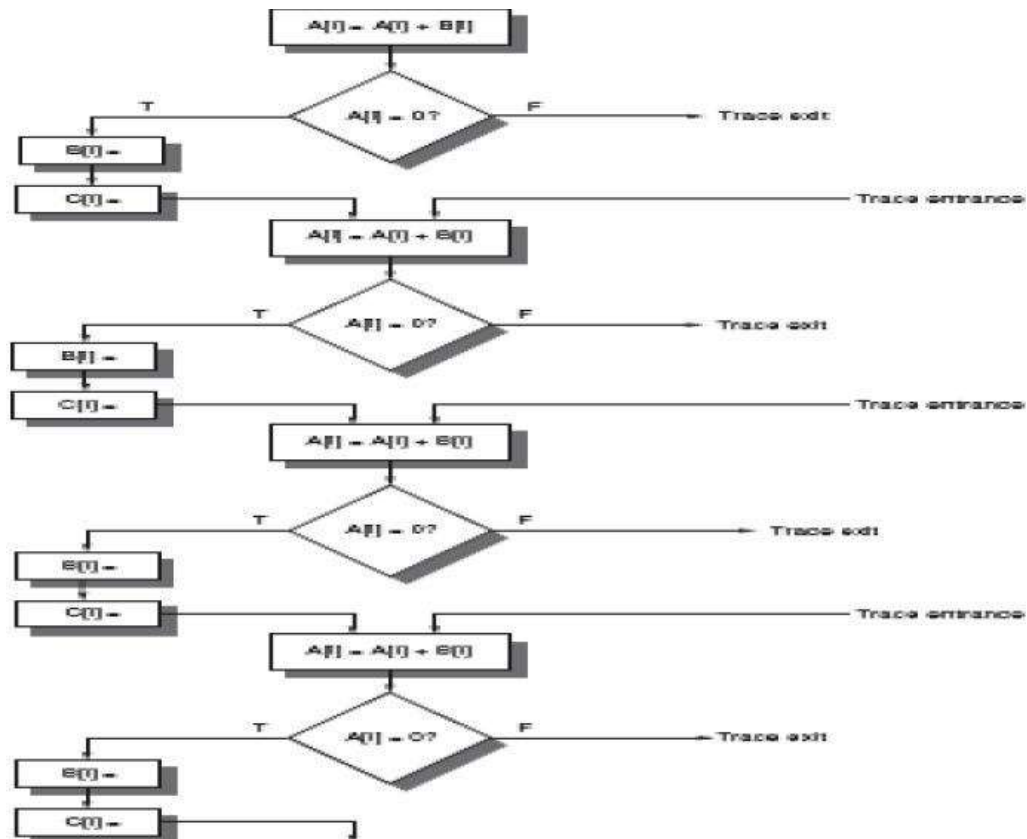 A[i] = A[i] + B[i]
T
A[i] = 0?
F
Trace exit
B[i] =
C[i] =
Trace entrance
A[i] = A[i] + B[i]
T
A[i] = 0?
F
Trace exit
B[i] =
C[i] =
Trace entrance
A[i] = A[i] + B[i]
T
A[i] = 0?
F
Trace exit
B[i] =
C[i] =
Trace entrance
A[i] = A[i] + B[i]
T
A[i] = 0?
F
Trace exit
B[i] =
C[i] =